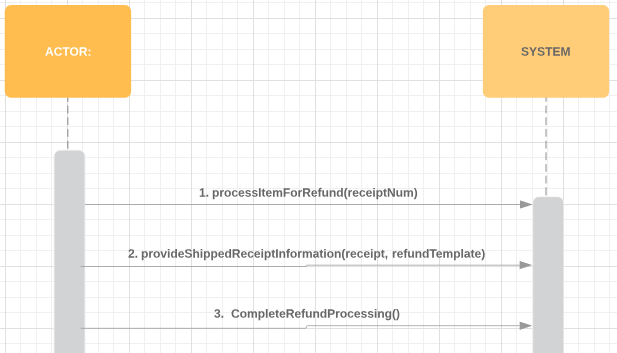 ACTOR:
SYSTEM
1. processItemForRefund(receiptNum)
2. provideShippedReceiptInformation(receipt, refundTemplate)
3. CompleteRefundProcessing()